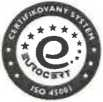 CERTIFIKOVANÝ SYSTÉM
e
EUROCERT
ISO 45001